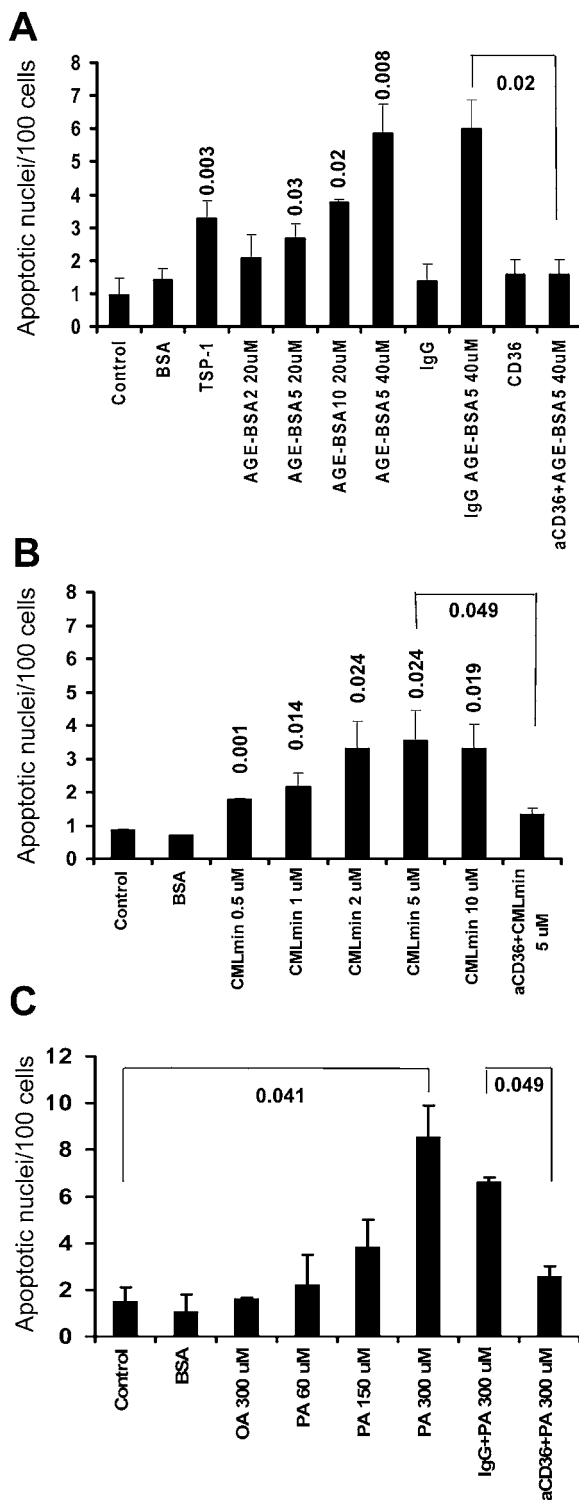 A
Apoptotic nuclei/100 cells
8
7
6
5
4
3
2
1
0
0.003
0.03
0.02
0.008
0.02
Control
BSA
TSP-1
AGE-BSA2 20uM
AGE-BSA5 20uM
AGE-BSA10 20uM
AGE-BSA5 40uM
IgG
IgG AGE-BSA5 40uM
CD36
aCD36+AGE-BSA5 40uM
B
Apoptotic nuclei/100 cells
8
7
6
5
4
3
2
1
0
0.001
0.014
0.024
0.024
0.019
0.049
Control
BSA
CMLmin 0.5 uM
CMLmin 1 uM
CMLmin 2 uM
CMLmin 5 uM
CMLmin 10 uM
aCD36+CMLmin
5 uM
C
Apoptotic nuclei/100 cells
12
10
8
6
4
2
0
0.041
0.049
Control
BSA
OA 300 uM
PA 60 uM
PA 150 uM
PA 300 uM
IgG+PA 300 uM
aCD36+PA 300 uM